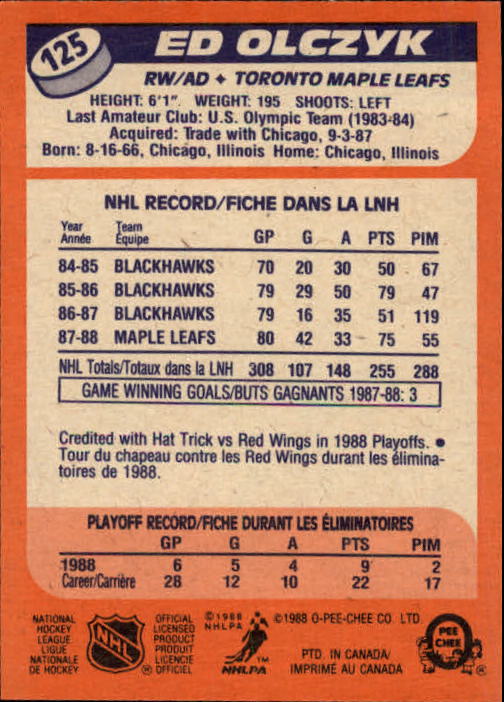 125
ED OLCZYK
RW/AD ♦ TORONTO MAPLE LEAFS
HEIGHT: 6'1". WEIGHT: 195 SHOOTS: LEFT
Last Amateur Club: U.S. Olympic Team (1983-84)
Acquired: Trade with Chicago, 9-3-87
Born: 8-16-66, Chicago, Illinois Home: Chicago, Illinois
NHL RECORD/FICHE DANS LA LNH
Year Team
Année Équipe GP G A PTS PIM
84-85 BLACKHAWKS 70 20 30 50 67
85-86 BLACKHAWKS 79 29 50 79 47
86-87 BLACKHAWKS 79 16 35 51 119
87-88 MAPLE LEAFS 80 42 33 75 55
NHL Totals/Totaux dans la LNH 308 107 148 255 288
GAME WINNING GOALS/BUTS GAGNANTS 1987-88: 3
Credited with Hat Trick vs Red Wings in 1988 Playoffs. ●
Tour du chapeau contre les Red Wings durant les élimina-
toires de 1988.
PLAYOFF RECORD/FICHE DURANT LES ÉLIMINATOIRES
GP G A PTS PIM
1988 6 5 4 9 2
Career/Carrière 28 12 10 22 17
NATIONAL
HOCKEY
LEAGUE
LIGUE
NATIONALE
DE HOCKEY
NHL
®
OFFICIAL
LICENSED
PRODUCT
PRODUIT
LICENCIE
OFFICIEL
©1988
NHLPA
™
NHLPA
©1988 O-PEE-CHEE CO. LTD.
PTD. IN CANADA/
IMPRIMÉ AU CANADA
O
PEE
CHEE
®